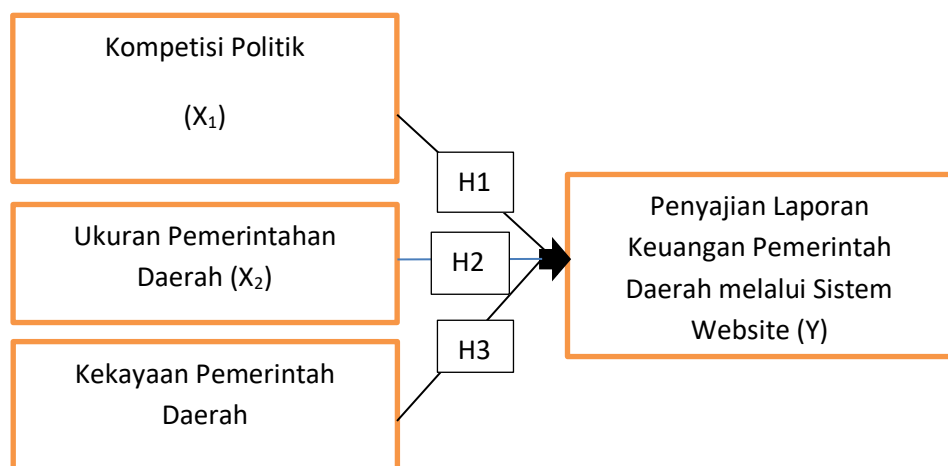 Kompetisi Politik
(X₁)
H1
Ukuran Pemerintahan
Daerah (X₂)
H2
Kekayaan Pemerintah
Daerah
H3
Penyajian Laporan
Keuangan Pemerintah
Daerah melalui Sistem
Website (Y)